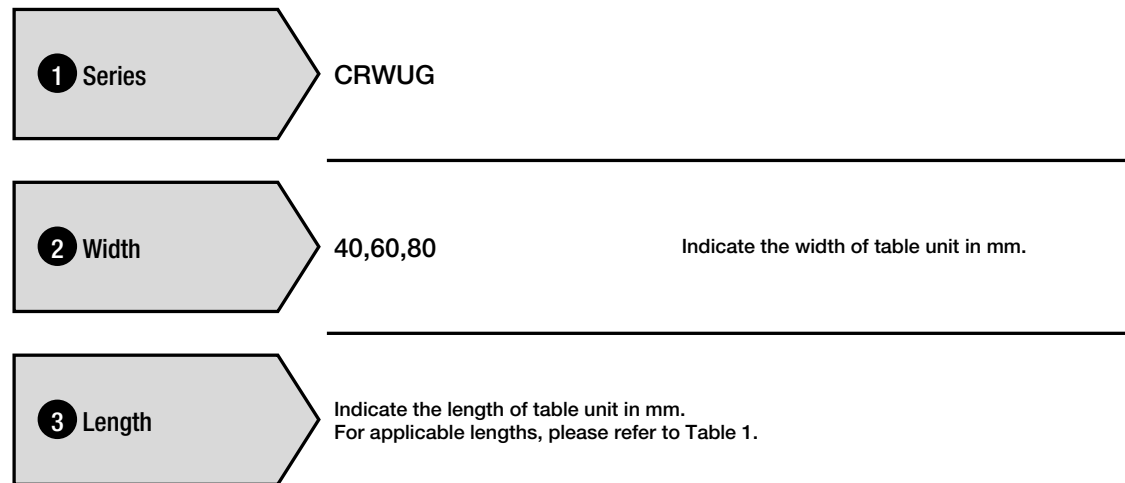 1 Series CRWUG
2 Width 40,60,80 Indicate the width of table unit in mm.
3 Length Indicate the length of table unit in mm.
For applicable lengths, please refer to Table 1.